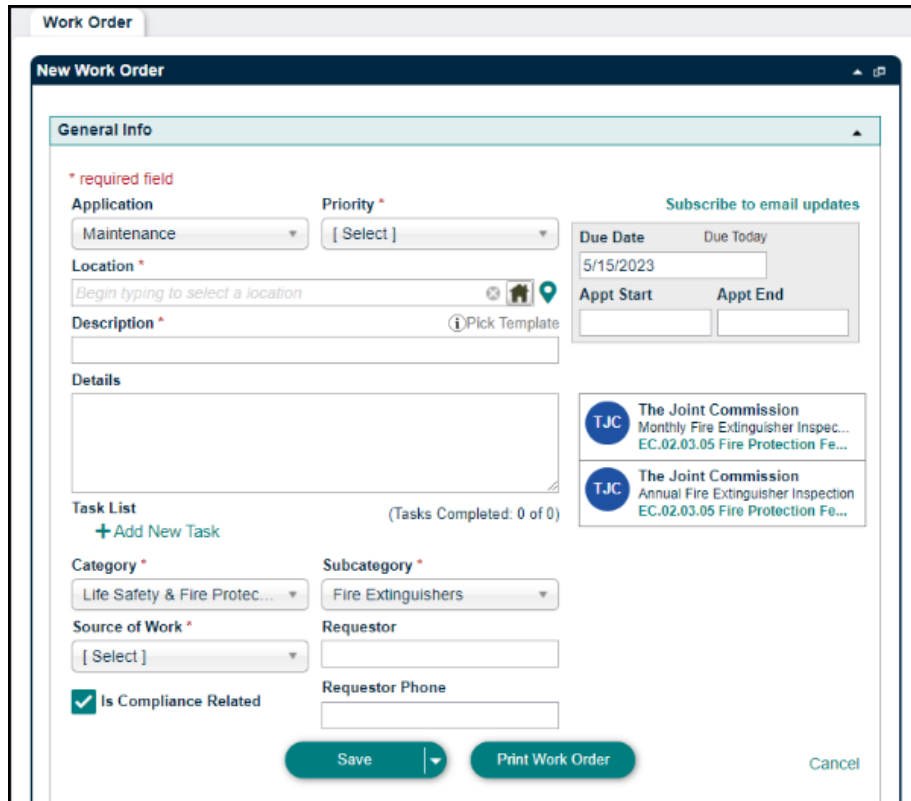 Work Order
New Work Order
General Info
* required field
Application
Priority *
Subscribe to email updates
Maintenance
[ Select ]
Due Date
Due Today
5/15/2023
Location *
Begin typing to select a location
Appt Start
Appt End
Description *
Pick Template
Details
TJC
The Joint Commission
Monthly Fire Extinguisher Inspec...
EC.02.03.05 Fire Protection Fe...
TJC
The Joint Commission
Annual Fire Extinguisher Inspection
EC.02.03.05 Fire Protection Fe...
Task List
(Tasks Completed: 0 of 0)
+ Add New Task
Category *
Subcategory *
Life Safety & Fire Protec...
Fire Extinguishers
Source of Work *
Requestor
[ Select ]
Is Compliance Related
Requestor Phone
Save
Print Work Order
Cancel